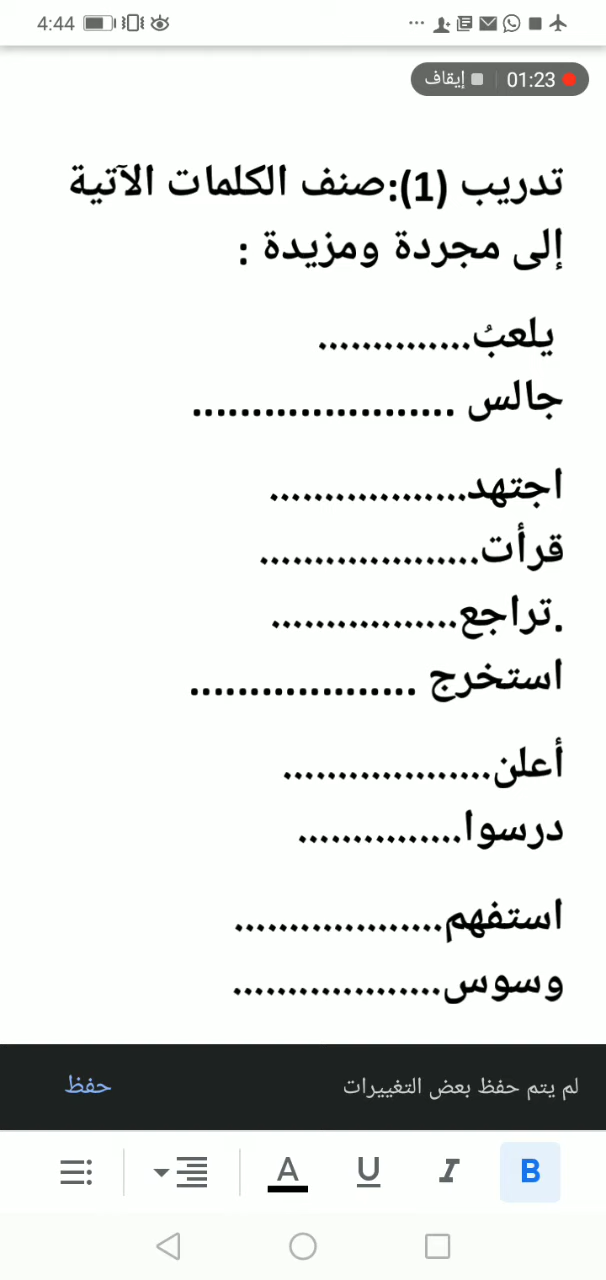 4:44
01:23 إيقاف
تدريب (1):صنف الكلمات الآتية
إلى مجردة ومزيدة :
يلعبُ..............
جالس ......................
اجتهد..................
قرأت....................
.تراجع.................
استخرج ...................
أعلن...................
درسوا...............
استفهم...................
وسوس...................
لم يتم حفظ بعض التغييرات
حفظ
A U I B